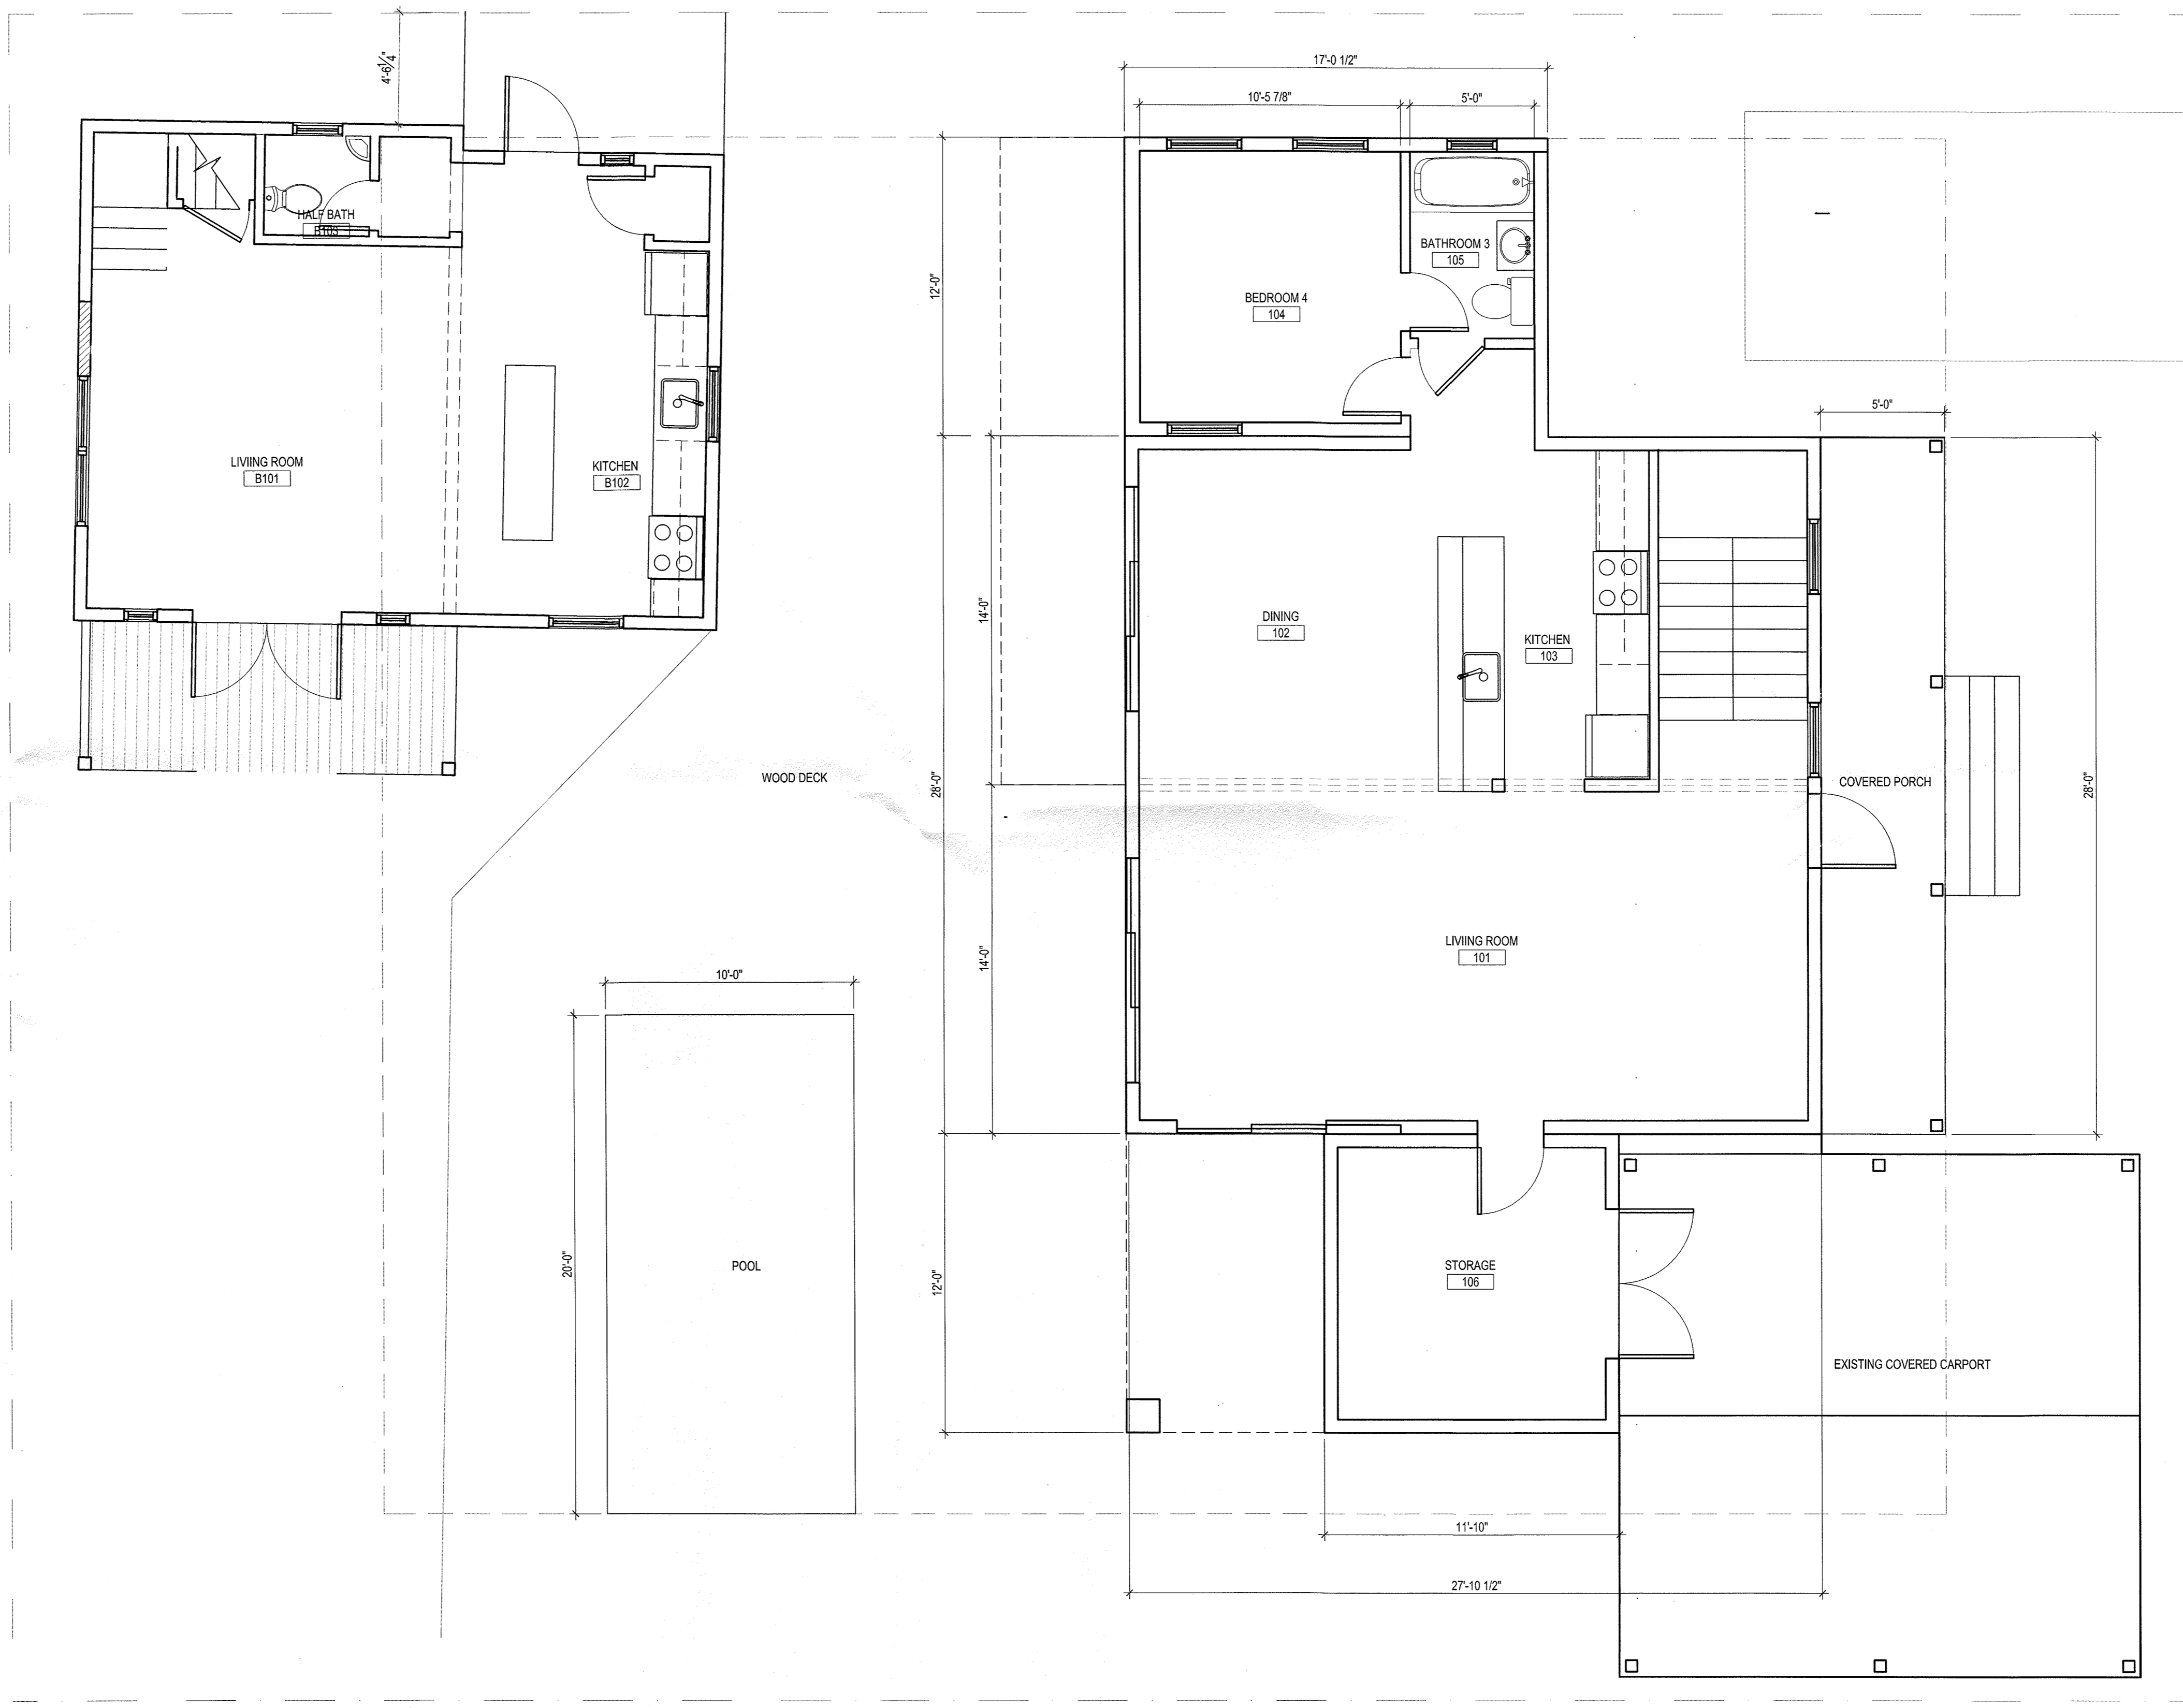 4'-6 1/4"
17'-0 1/2"
10'-5 7/8"
5'-0"
HALF BATH
B103
BATHROOM 3
105
12'-0"
BEDROOM 4
104
5'-0"
LIVIING ROOM
B101
KITCHEN
B102
14'-0"
DINING
102
KITCHEN
103
WOOD DECK
28'-0"
COVERED PORCH
28'-0"
LIVIING ROOM
101
14'-0"
10'-0"
20'-0"
POOL
12'-0"
STORAGE
106
EXISTING COVERED CARPORT
11'-10"
27'-10 1/2"